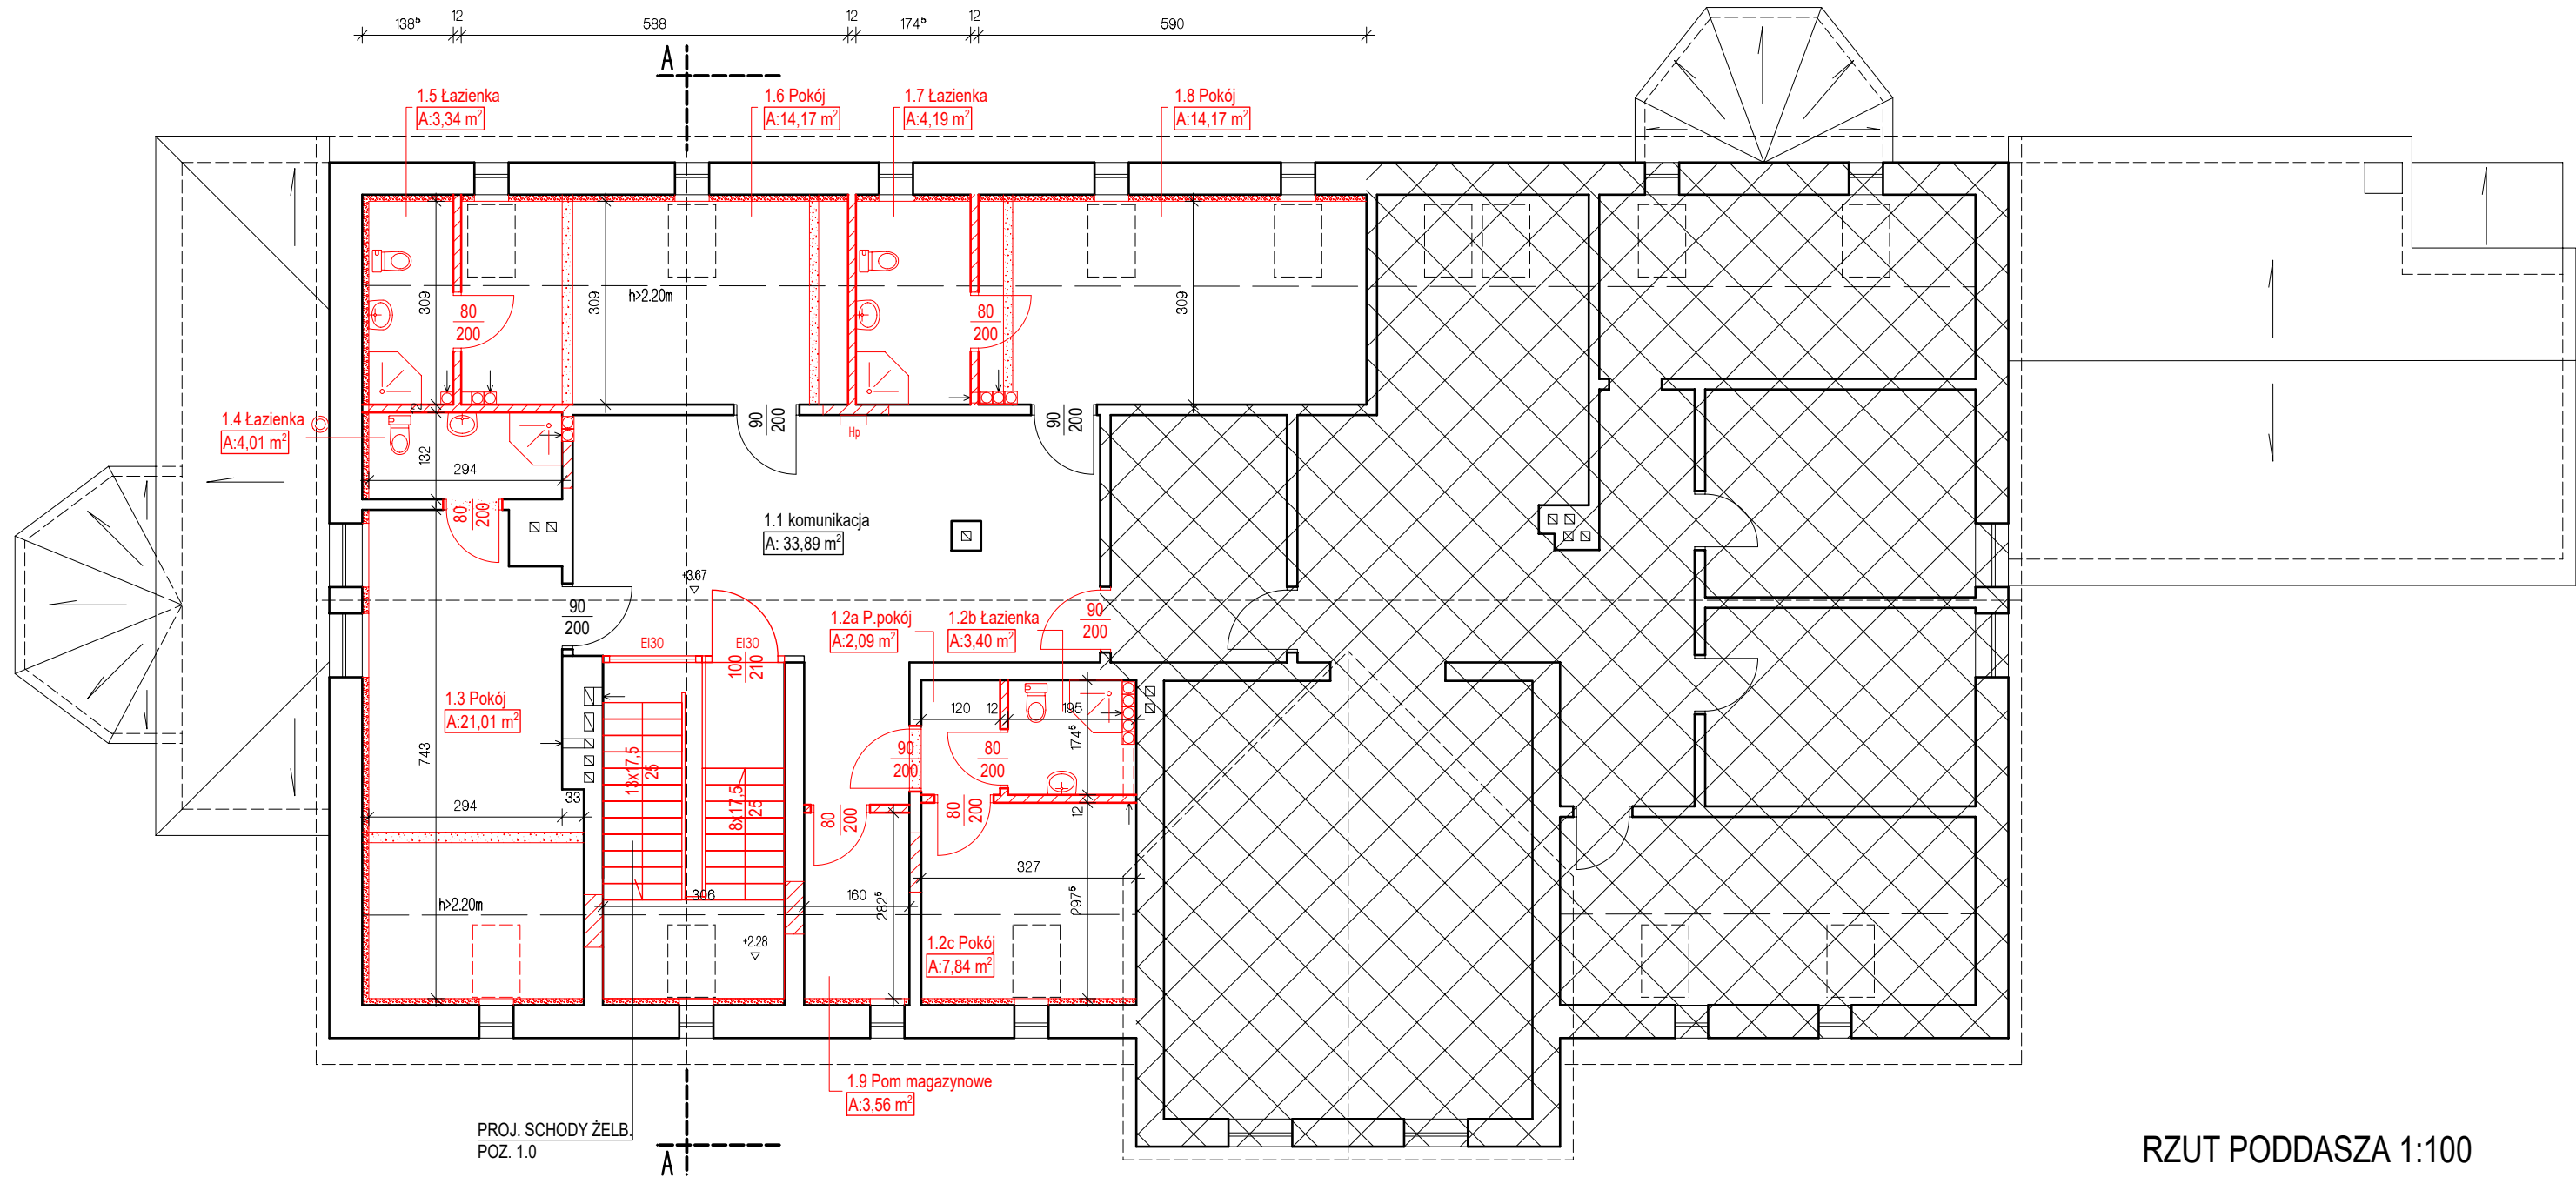 138⁵ 12 588 12 174⁵ 12 590
A
1.5 Łazienka
A:3,34 m²
1.6 Pokój
A:14,17 m²
1.7 Łazienka
A:4,19 m²
1.8 Pokój
A:14,17 m²
309
80
200
309
h>2.20m
80
200
309
1.4 Łazienka
A:4,01 m²
12
132
294
90
200
Hp
90
200
80
200
1.1 komunikacja
A: 33,89 m²
+3.67
90
200
EI30
EI30
100
210
1.2a P.pokój
A:2,09 m²
1.2b Łazienka
A:3,40 m²
90
200
1.3 Pokój
A:21,01 m²
743
294
33
13x17,5
25
8x17,5
25
120
12
195
174⁵
90
200
80
200
80
200
80
200
12
327
306
160
282⁵
297⁵
h>2.20m
+2.28
1.2c Pokój
A:7,84 m²
1.9 Pom magazynowe
A:3,56 m²
PROJ. SCHODY ŻELB.
POZ. 1.0
A
RZUT PODDASZA 1:100